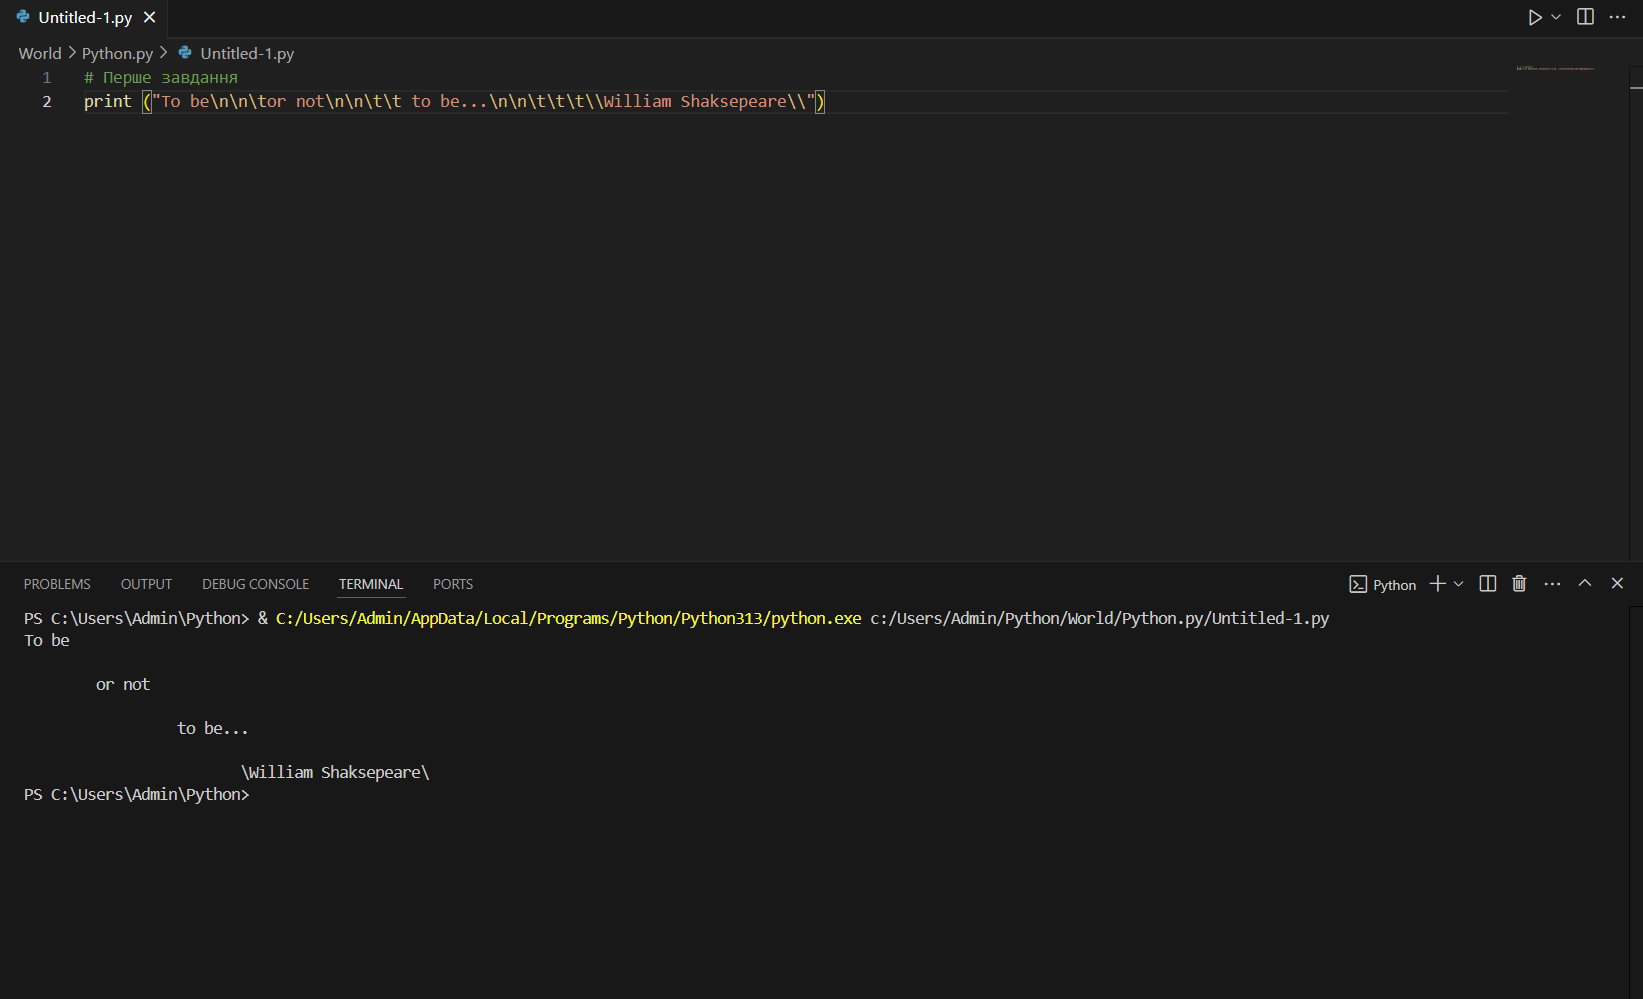 Untitled-1.py
World > Python.py > Untitled-1.py
1 # Перше завдання
2 print ("To be\n\n\tor not\n\n\t\t to be...\n\n\t\t\t\\William Shaksepeare\\")
PROBLEMS OUTPUT DEBUG CONSOLE TERMINAL PORTS Python
PS C:\Users\Admin\Python> & C:/Users/Admin/AppData/Local/Programs/Python/Python313/python.exe c:/Users/Admin/Python/World/Python.py/Untitled-1.py
To be
or not
to be...
\William Shaksepeare\
PS C:\Users\Admin\Python>